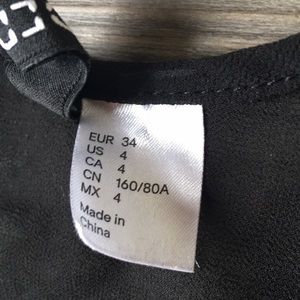 EUR 34
US 4
CA 4
CN 160/80A
MX 4
Made in
China